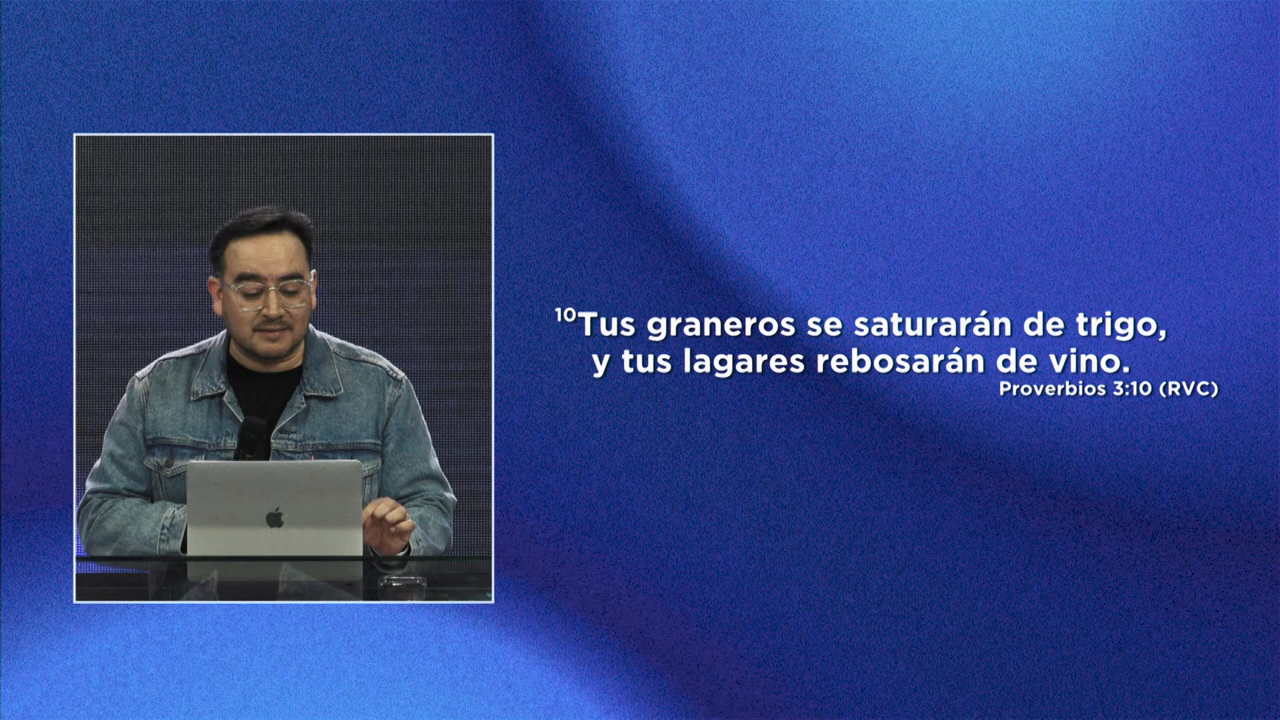 ¹⁰Tus graneros se saturarán de trigo,
y tus lagares rebosarán de vino.
Proverbios 3:10 (RVC)